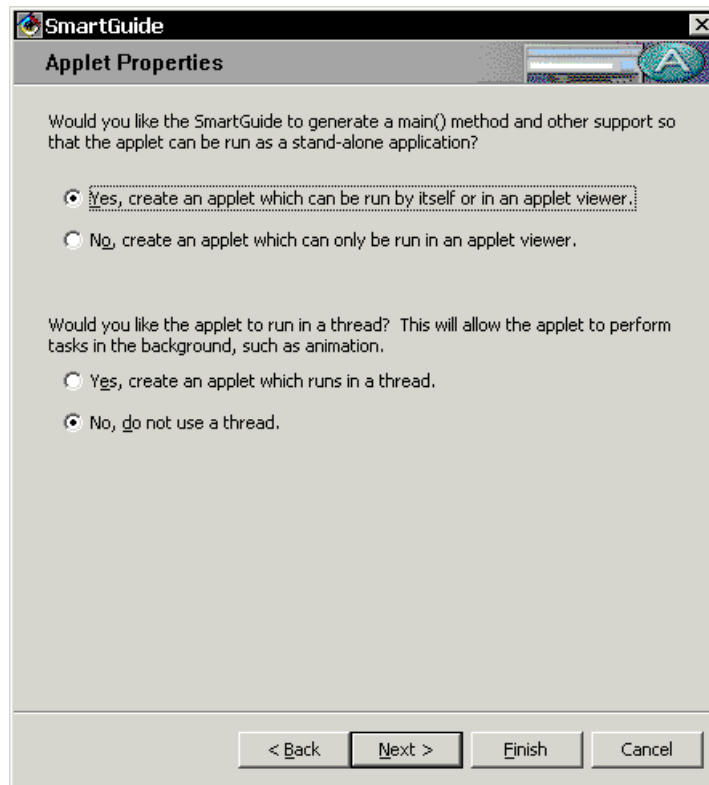 SmartGuide
Applet Properties
A
Would you like the SmartGuide to generate a main() method and other support so
that the applet can be run as a stand-alone application?
Yes, create an applet which can be run by itself or in an applet viewer.
No, create an applet which can only be run in an applet viewer.
Would you like the applet to run in a thread?  This will allow the applet to perform
tasks in the background, such as animation.
Yes, create an applet which runs in a thread.
No, do not use a thread.
< Back
Next >
Finish
Cancel